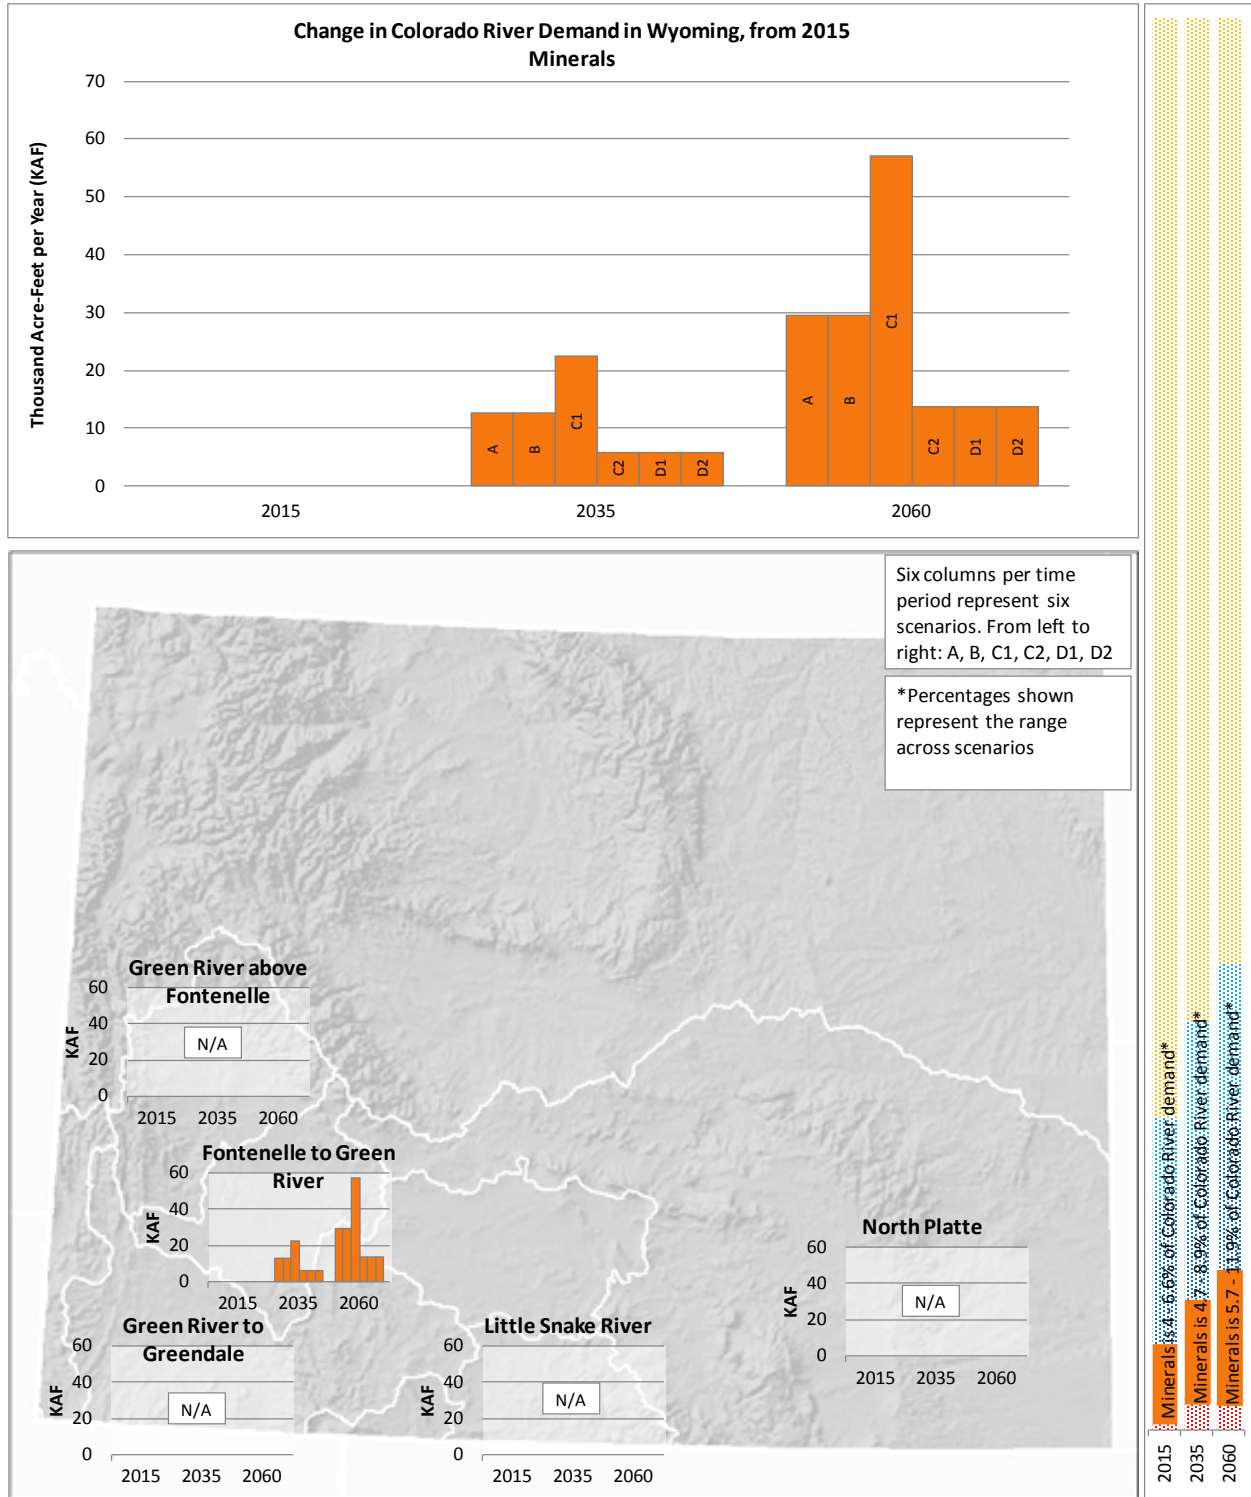 Change in Colorado River Demand in Wyoming, from 2015
Minerals
Thousand Acre-Feet per Year (KAF)
70
60
50
40
30
20
10
0
A
B
C1
C2
D1
D2
A
B
C1
C2
D1
D2
2015
2035
2060
Six columns per time
period represent six
scenarios. From left to
right: A, B, C1, C2, D1, D2
*Percentages shown
represent the range
across scenarios
Green River above
Fontenelle
KAF
60
40
20
0
N/A
2015 2035 2060
Fontenelle to Green
River
KAF
60
40
20
0
2015 2035 2060
North Platte
KAF
60
40
20
0
N/A
2015 2035 2060
Green River to
Greendale
KAF
60
40
20
0
N/A
2015 2035 2060
Little Snake River
KAF
60
40
20
0
N/A
2015 2035 2060
Minerals is 4 - 6.6% of Colorado River demand*
Minerals is 4.7 - 8.9% of Colorado River demand*
Minerals is 5.7 - 11.9% of Colorado River demand*
2015
2035
2060